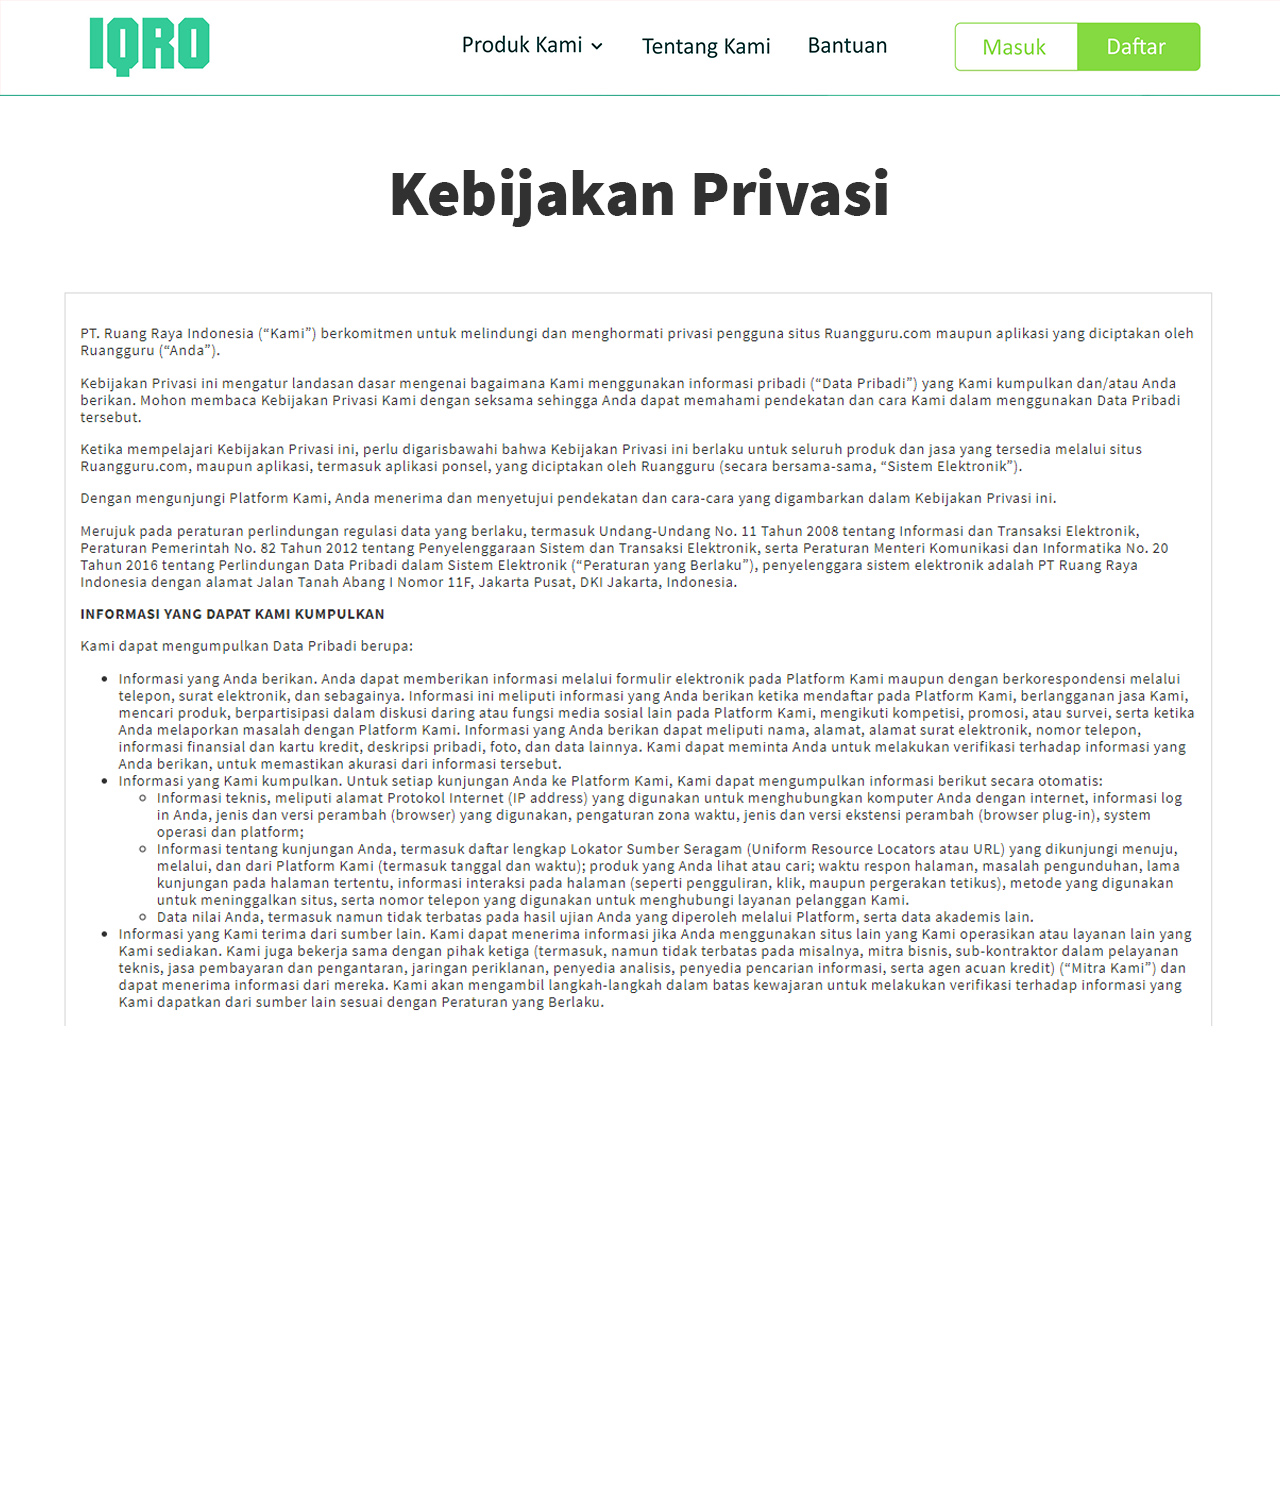 IQRO
Produk Kami
Tentang Kami
Bantuan
Masuk
Daftar
Kebijakan Privasi
PT. Ruang Raya Indonesia (“Kami”) berkomitmen untuk melindungi dan menghormati privasi pengguna situs Ruangguru.com maupun aplikasi yang diciptakan oleh
Ruangguru (“Anda”).
Kebijakan Privasi ini mengatur landasan dasar mengenai bagaimana Kami menggunakan informasi pribadi (“Data Pribadi”) yang Kami kumpulkan dan/atau Anda
berikan. Mohon membaca Kebijakan Privasi Kami dengan seksama sehingga Anda dapat memahami pendekatan dan cara Kami dalam menggunakan Data Pribadi
tersebut.
Ketika mempelajari Kebijakan Privasi ini, perlu digarisbawahi bahwa Kebijakan Privasi ini berlaku untuk seluruh produk dan jasa yang tersedia melalui situs
Ruangguru.com, maupun aplikasi, termasuk aplikasi ponsel, yang diciptakan oleh Ruangguru (secara bersama-sama, “Sistem Elektronik”).
Dengan mengunjungi Platform Kami, Anda menerima dan menyetujui pendekatan dan cara-cara yang digambarkan dalam Kebijakan Privasi ini.
Merujuk pada peraturan perlindungan regulasi data yang berlaku, termasuk Undang-Undang No. 11 Tahun 2008 tentang Informasi dan Transaksi Elektronik,
Peraturan Pemerintah No. 82 Tahun 2012 tentang Penyelenggaraan Sistem dan Transaksi Elektronik, serta Peraturan Menteri Komunikasi dan Informatika No. 20
Tahun 2016 tentang Perlindungan Data Pribadi dalam Sistem Elektronik (“Peraturan yang Berlaku”), penyelenggara sistem elektronik adalah PT Ruang Raya
Indonesia dengan alamat Jalan Tanah Abang I Nomor 11F, Jakarta Pusat, DKI Jakarta, Indonesia.
INFORMASI YANG DAPAT KAMI KUMPULKAN
Kami dapat mengumpulkan Data Pribadi berupa:
• Informasi yang Anda berikan. Anda dapat memberikan informasi melalui formulir elektronik pada Platform Kami maupun dengan berkorespondensi melalui
telepon, surat elektronik, dan sebagainya. Informasi ini meliputi informasi yang Anda berikan ketika mendaftar pada Platform Kami, berlangganan jasa Kami,
mencari produk, berpartisipasi dalam diskusi daring atau fungsi media sosial lain pada Platform Kami, mengikuti kompetisi, promosi, atau survei, serta ketika
Anda melaporkan masalah dengan Platform Kami. Informasi yang Anda berikan dapat meliputi nama, alamat, alamat surat elektronik, nomor telepon,
informasi finansial dan kartu kredit, deskripsi pribadi, foto, dan data lainnya. Kami dapat meminta Anda untuk melakukan verifikasi terhadap informasi yang
Anda berikan, untuk memastikan akurasi dari informasi tersebut.
• Informasi yang Kami kumpulkan. Untuk setiap kunjungan Anda ke Platform Kami, Kami dapat mengumpulkan informasi berikut secara otomatis:
◦ Informasi teknis, meliputi alamat Protokol Internet (IP address) yang digunakan untuk menghubungkan komputer Anda dengan internet, informasi log
in Anda, jenis dan versi perambah (browser) yang digunakan, pengaturan zona waktu, jenis dan versi ekstensi perambah (browser plug-in), system
operasi dan platform;
◦ Informasi tentang kunjungan Anda, termasuk daftar lengkap Lokator Sumber Seragam (Uniform Resource Locators atau URL) yang dikunjungi menuju,
melalui, dan dari Platform Kami (termasuk tanggal dan waktu); produk yang Anda lihat atau cari; waktu respon halaman, masalah pengunduhan, lama
kunjungan pada halaman tertentu, informasi interaksi pada halaman (seperti pengguliran, klik, maupun pergerakan tetikus), metode yang digunakan
untuk meninggalkan situs, serta nomor telepon yang digunakan untuk menghubungi layanan pelanggan Kami.
◦ Data nilai Anda, termasuk namun tidak terbatas pada hasil ujian Anda yang diperoleh melalui Platform, serta data akademis lain.
• Informasi yang Kami terima dari sumber lain. Kami dapat menerima informasi jika Anda menggunakan situs lain yang Kami operasikan atau layanan lain yang
Kami sediakan. Kami juga bekerja sama dengan pihak ketiga (termasuk, namun tidak terbatas pada misalnya, mitra bisnis, sub-kontraktor dalam pelayanan
teknis, jasa pembayaran dan pengantaran, jaringan periklanan, penyedia analisis, penyedia pencarian informasi, serta agen acuan kredit) (“Mitra Kami”) dan
dapat menerima informasi dari mereka. Kami akan mengambil langkah-langkah dalam batas kewajaran untuk melakukan verifikasi terhadap informasi yang
Kami dapatkan dari sumber lain sesuai dengan Peraturan yang Berlaku.